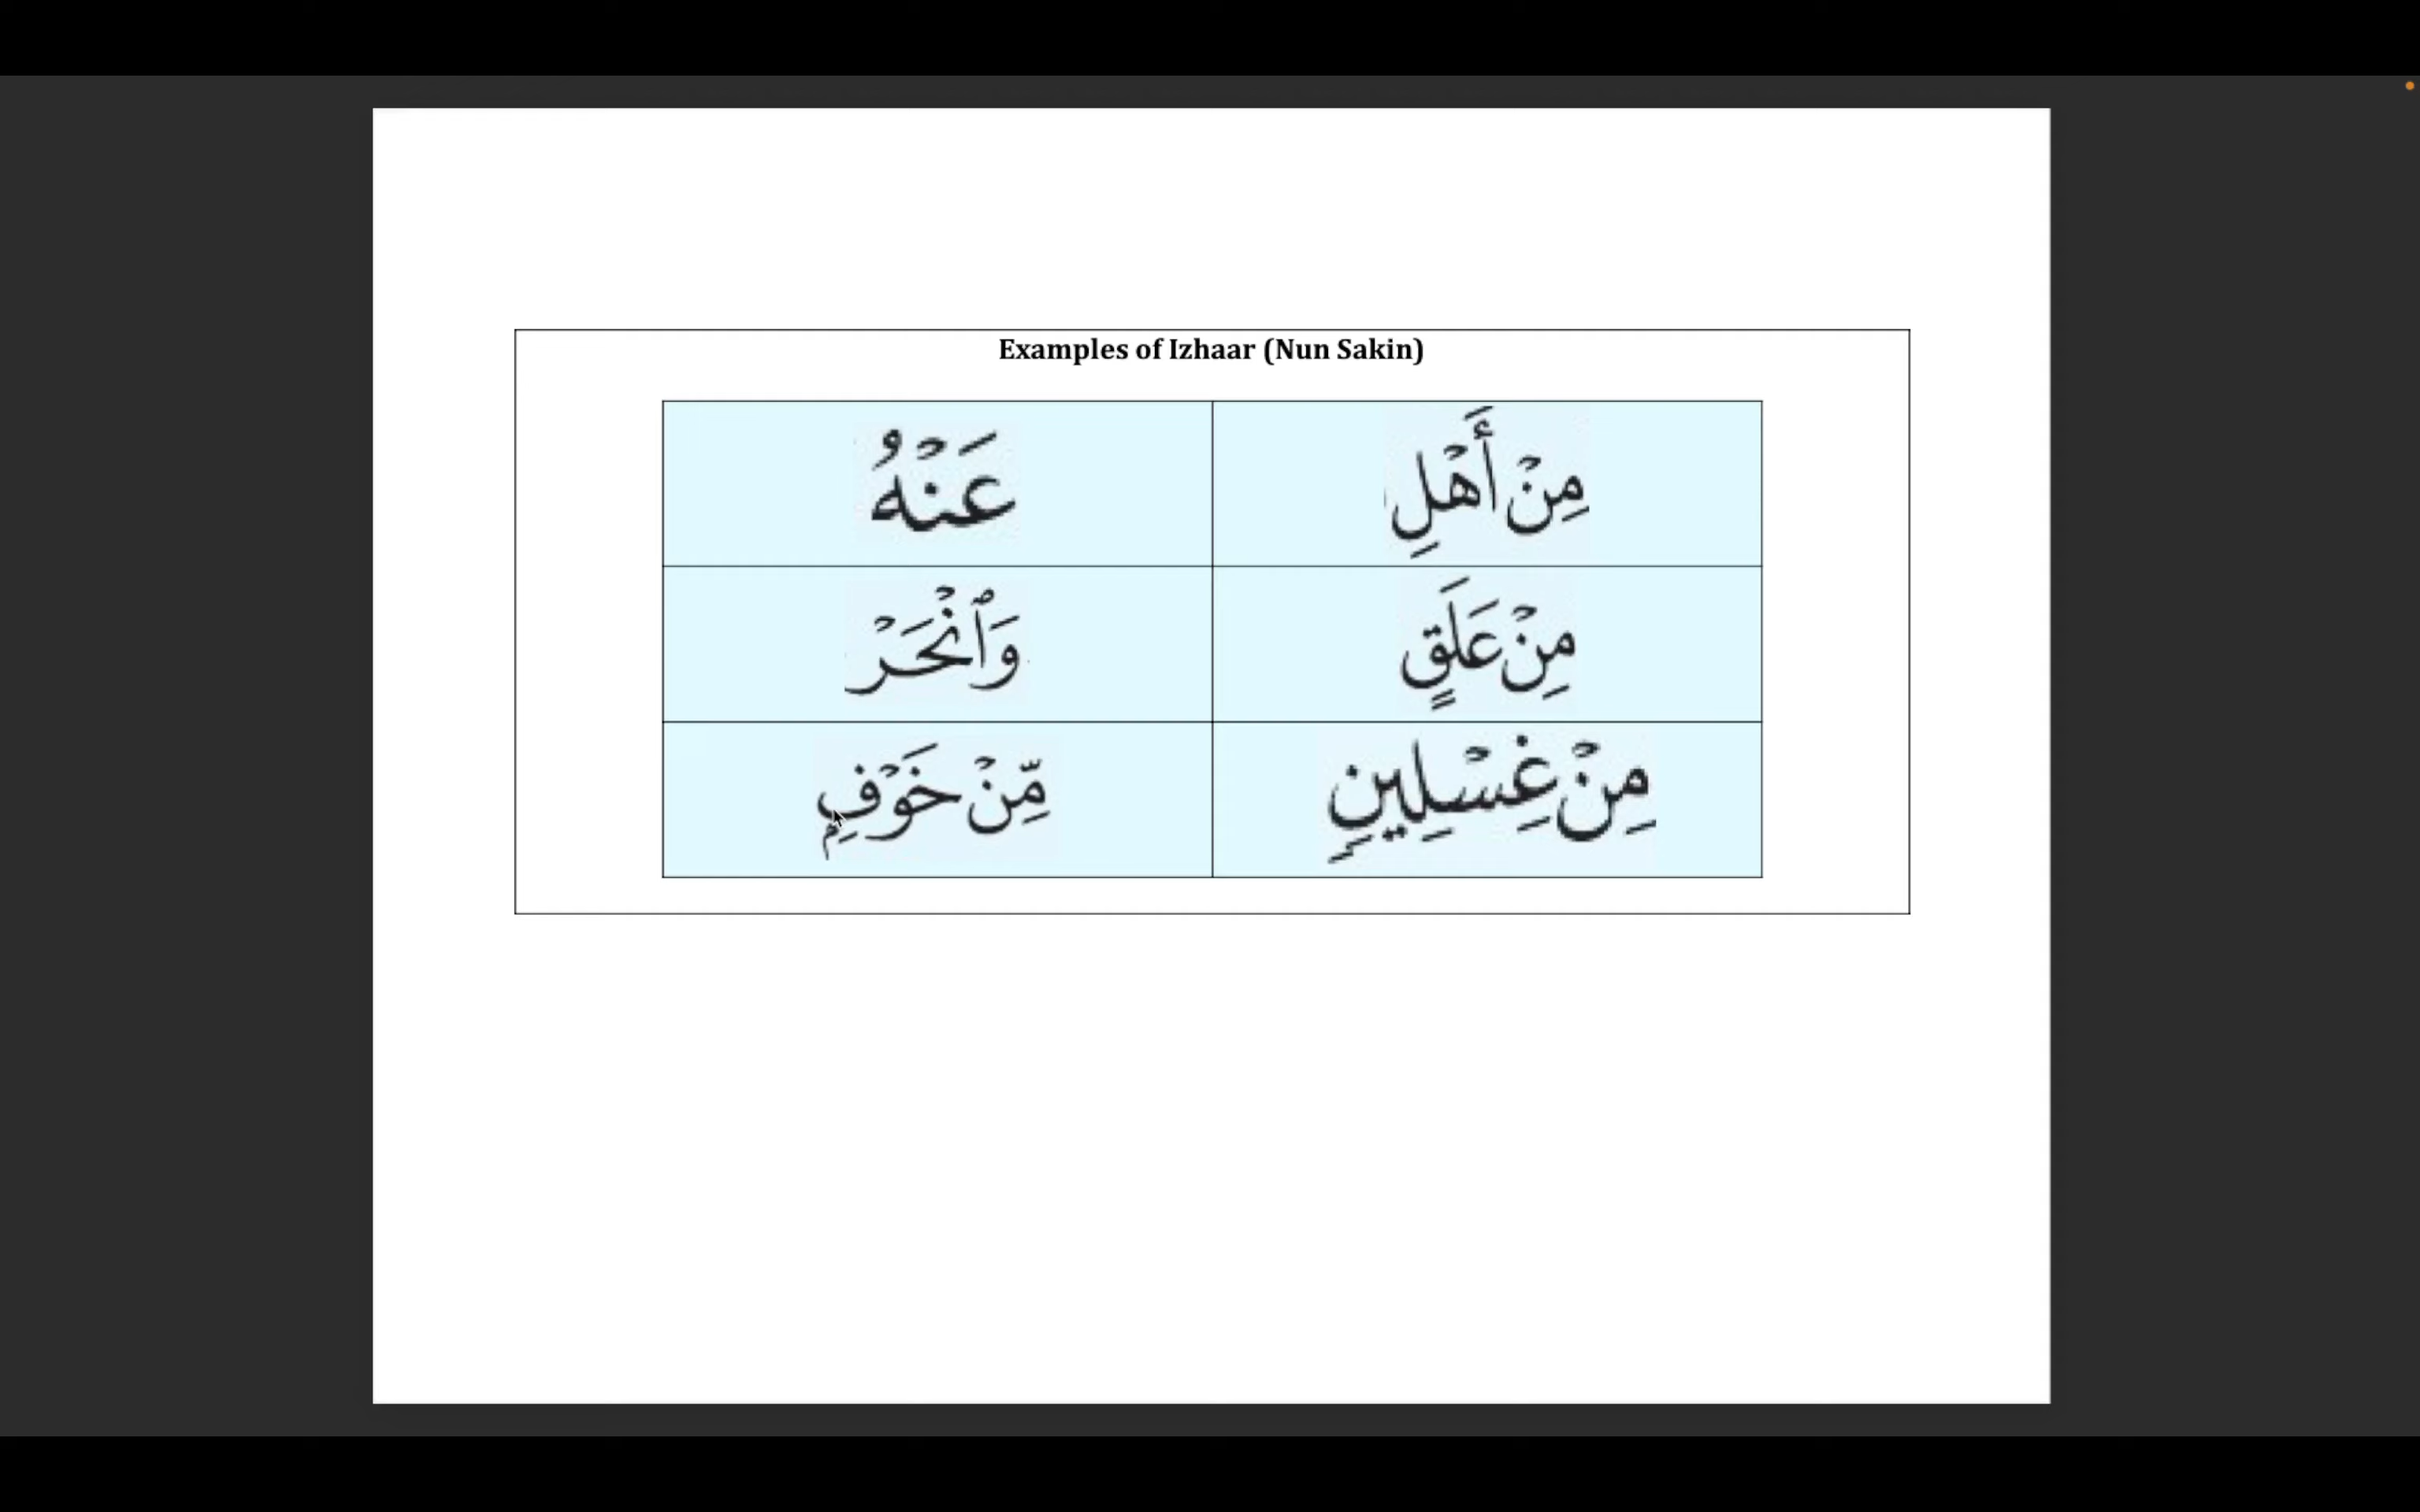 Examples of Izhaar (Nun Sakin)
مِنۡ أَهۡلِ
عَنۡهُ
مِنۡ عَلَقٍ
وَٱنۡحَرۡ
مِنۡ غِسۡلِينٖ
مِّنۡ خَوۡفِۭ